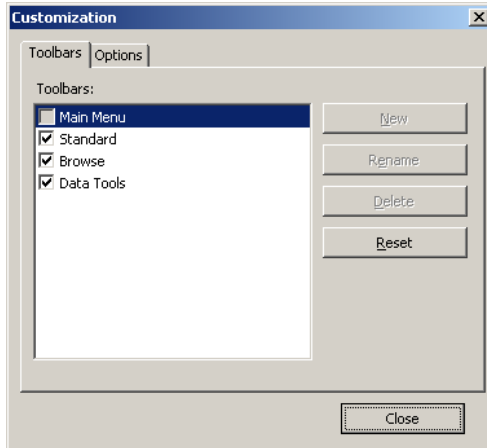 Customization
Toolbars Options
Toolbars:
Main Menu
Standard
Browse
Data Tools
New
Rename
Delete
Reset
Close